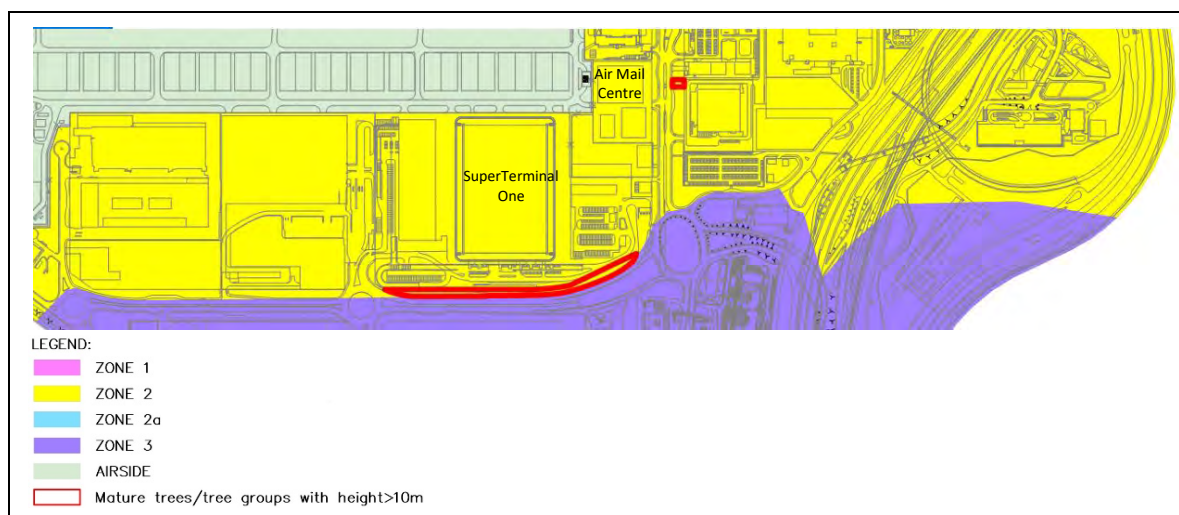 Air Mail
Centre
SuperTerminal
One
LEGEND:
ZONE 1
ZONE 2
ZONE 2a
ZONE 3
AIRSIDE
Mature trees/tree groups with height>10m